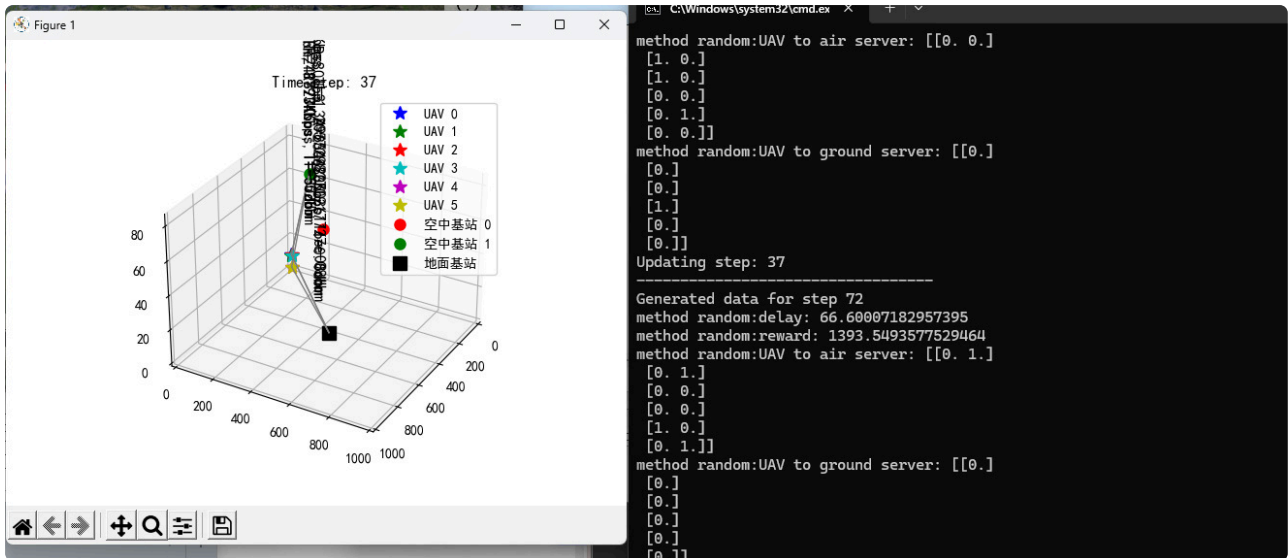 Figure 1
Time step: 37
UAV 0
UAV 1
UAV 2
UAV 3
UAV 4
UAV 5
空中基站 0
空中基站 1
地面基站
80
60
40
20
0
0
200
400
600
800
1000
0
200
400
600
800
1000
C:\Windows\system32\cmd.ex
method random:UAV to air server: [[0. 0.]
[1. 0.]
[1. 0.]
[0. 0.]
[0. 1.]
[0. 0.]]
method random:UAV to ground server: [[0.]
[0.]
[0.]
[1.]
[0.]
[0.]]
Updating step: 37
-----------------------------------
Generated data for step 72
method random:delay: 66.60007182957395
method random:reward: 1393.5493577529464
method random:UAV to air server: [[0. 1.]
[0. 1.]
[0. 0.]
[0. 0.]
[1. 0.]
[0. 1.]]
method random:UAV to ground server: [[0.]
[0.]
[0.]
[0.]
[0.]
[0.]]